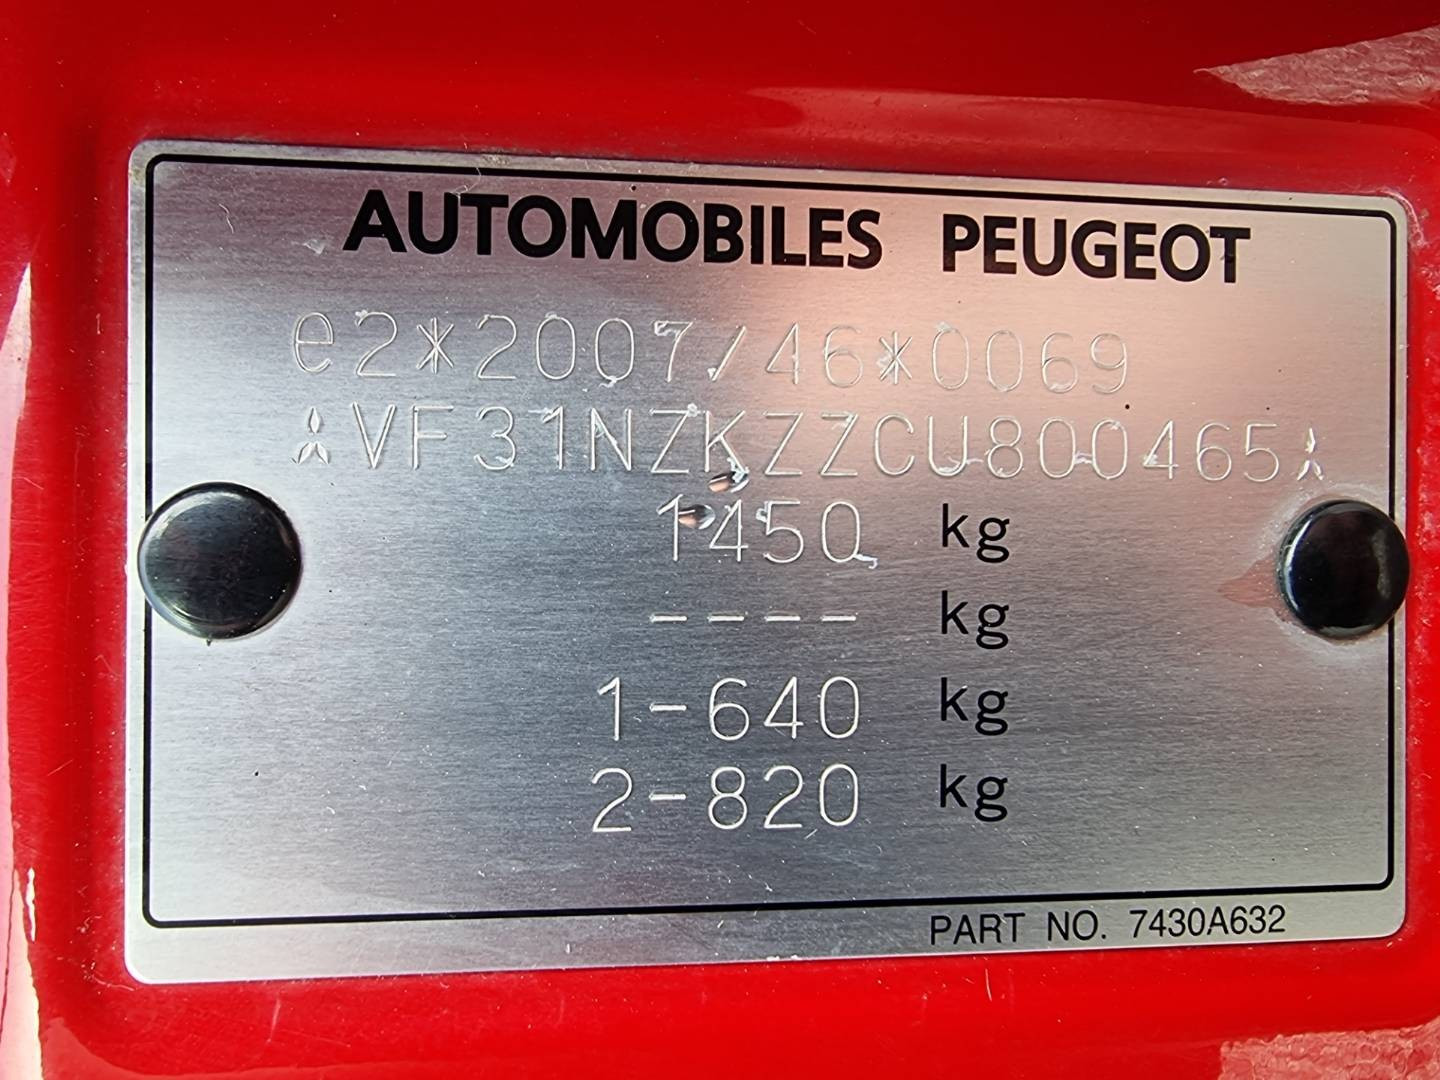 AUTOMOBILES PEUGEOT
e2*2007/46*0069
VF31NZKZZCU800465
1450 kg
---- kg
1-640 kg
2-820 kg
PART NO. 7430A632